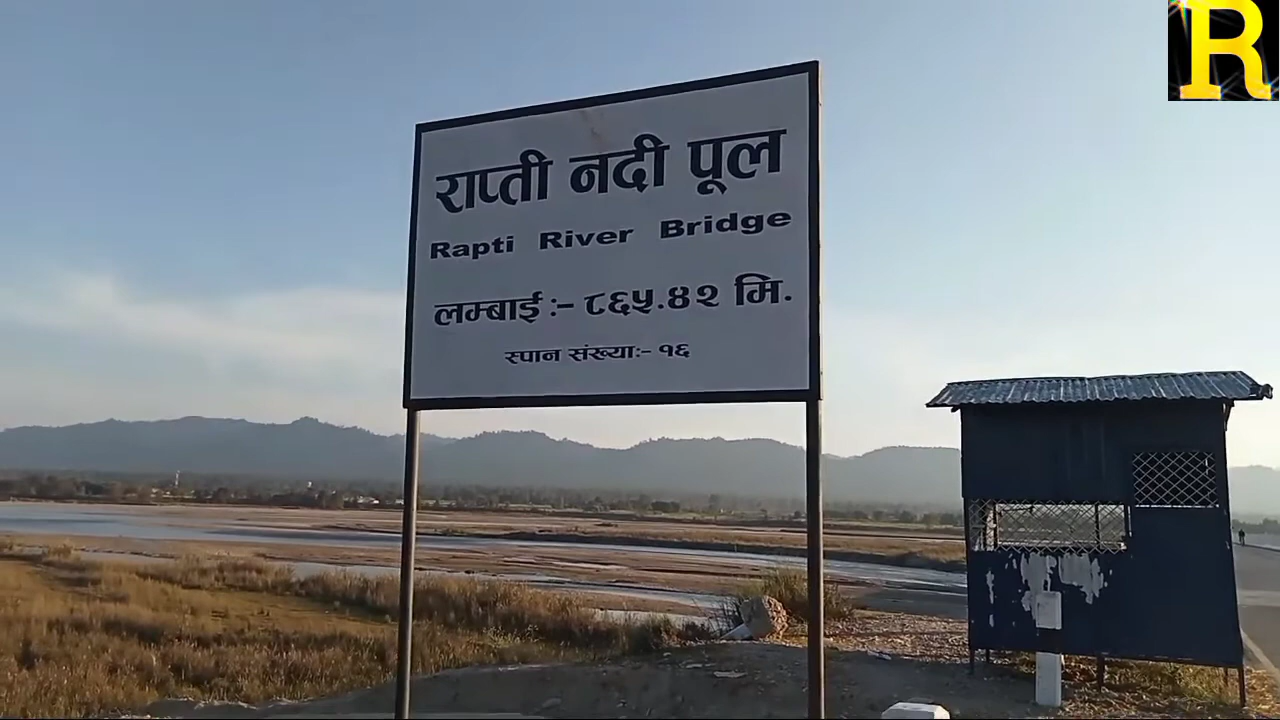 R
राप्ती नदी पूल
Rapti River Bridge
लम्बाई :- ८६५.४२ मि.
स्पान संख्या:- १६